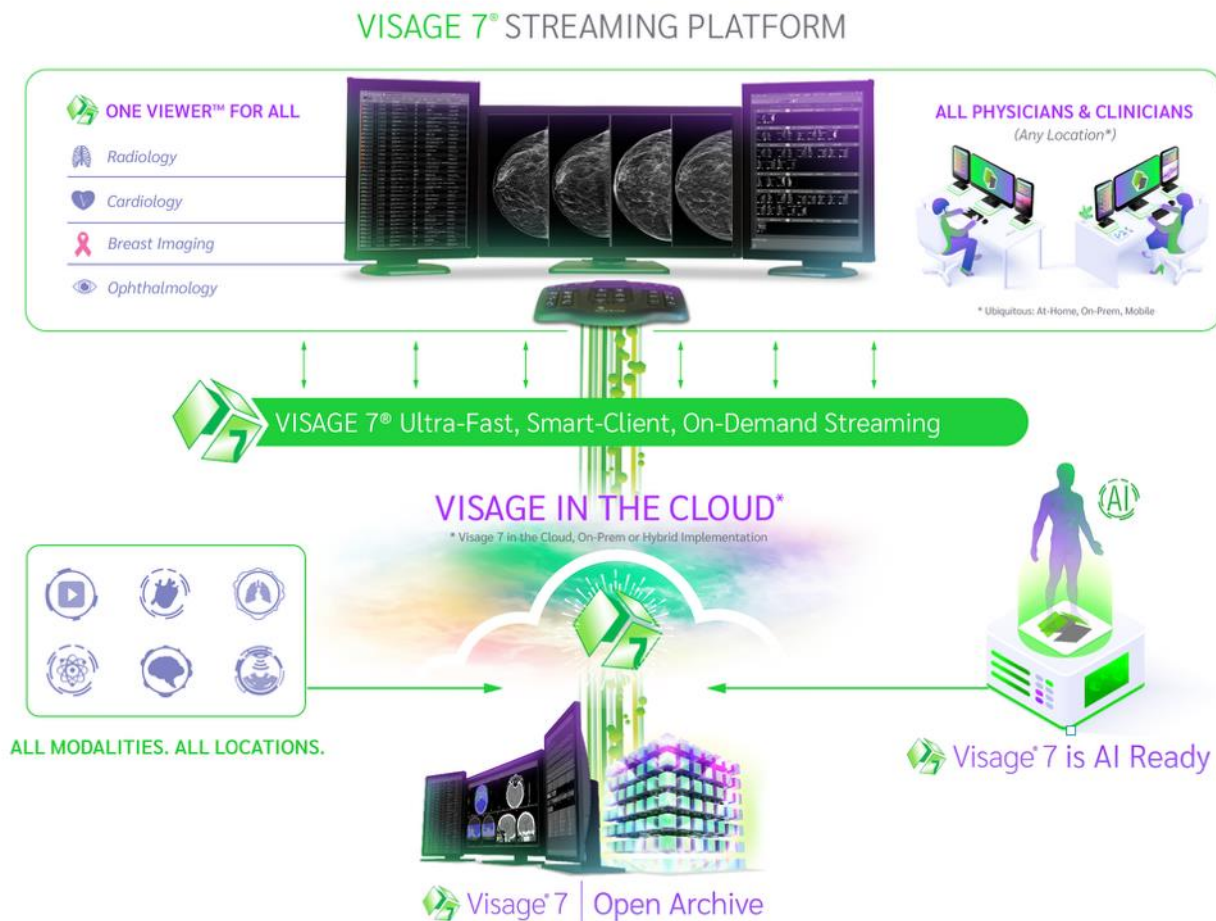 VISAGE 7® STREAMING PLATFORM
ONE VIEWER™ FOR ALL
Radiology
Cardiology
Breast Imaging
Ophthalmology
ALL PHYSICIANS & CLINICIANS
(Any Location*)
* Ubiquitous: At-Home, On-Prem, Mobile
7
VISAGE 7® Ultra-Fast, Smart-Client, On-Demand Streaming
VISAGE IN THE CLOUD*
* Visage 7 in the Cloud, On-Prem or Hybrid Implementation
7
AI
ALL MODALITIES. ALL LOCATIONS.
Visage® 7 is AI Ready
Visage® 7 | Open Archive